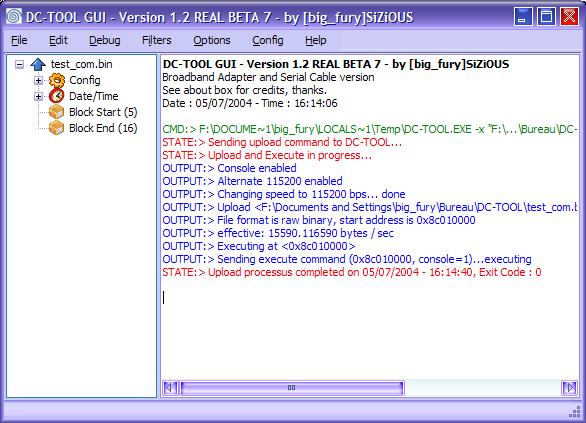 DC-TOOL GUI - Version 1.2 REAL BETA 7 - by [big_fury]SiZiOUS
File Edit Debug Filters Options Config Help
test_com.bin
Config
Date/Time
Block Start (5)
Block End (16)
DC-TOOL GUI - Version 1.2 REAL BETA 7 - by [big_fury]SiZiOUS
Broadband Adapter and Serial Cable version
See about box for credits, thanks.
Date : 05/07/2004 - Time : 16:14:06
CMD:> F:\DOCUME~1\big_fury\LOCALS~1\Temp\DC-TOOL.EXE -x "F:\...\Bureau\DC-
STATE:> Sending upload command to DC-TOOL...
STATE:> Upload and Execute in progress...
OUTPUT:> Console enabled
OUTPUT:> Alternate 115200 enabled
OUTPUT:> Changing speed to 115200 bps... done
OUTPUT:> Upload <F:\Documents and Settings\big_fury\Bureau\DC-TOOL\test_com.b
OUTPUT:> File format is raw binary, start address is 0x8c010000
OUTPUT:> effective: 15590.116590 bytes / sec
OUTPUT:> Executing at <0x8c010000>
OUTPUT:> Sending execute command (0x8c010000, console=1)...executing
STATE:> Upload processus completed on 05/07/2004 - 16:14:40, Exit Code : 0